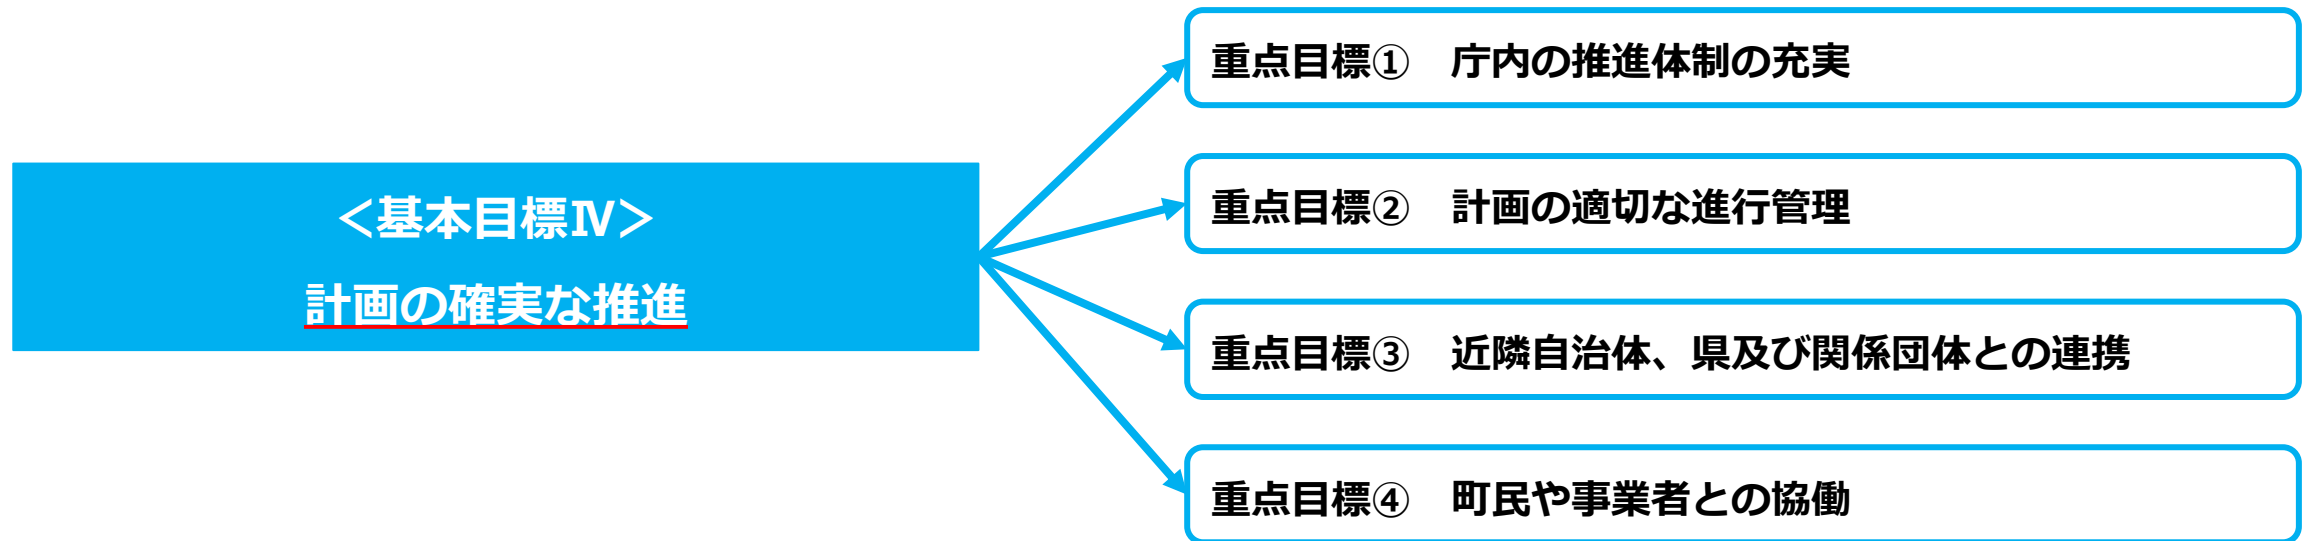 ＜基本目標Ⅳ＞
計画の確実な推進
重点目標①　庁内の推進体制の充実
重点目標②　計画の適切な進行管理
重点目標③　近隣自治体、県及び関係団体との連携
重点目標④　町民や事業者との協働